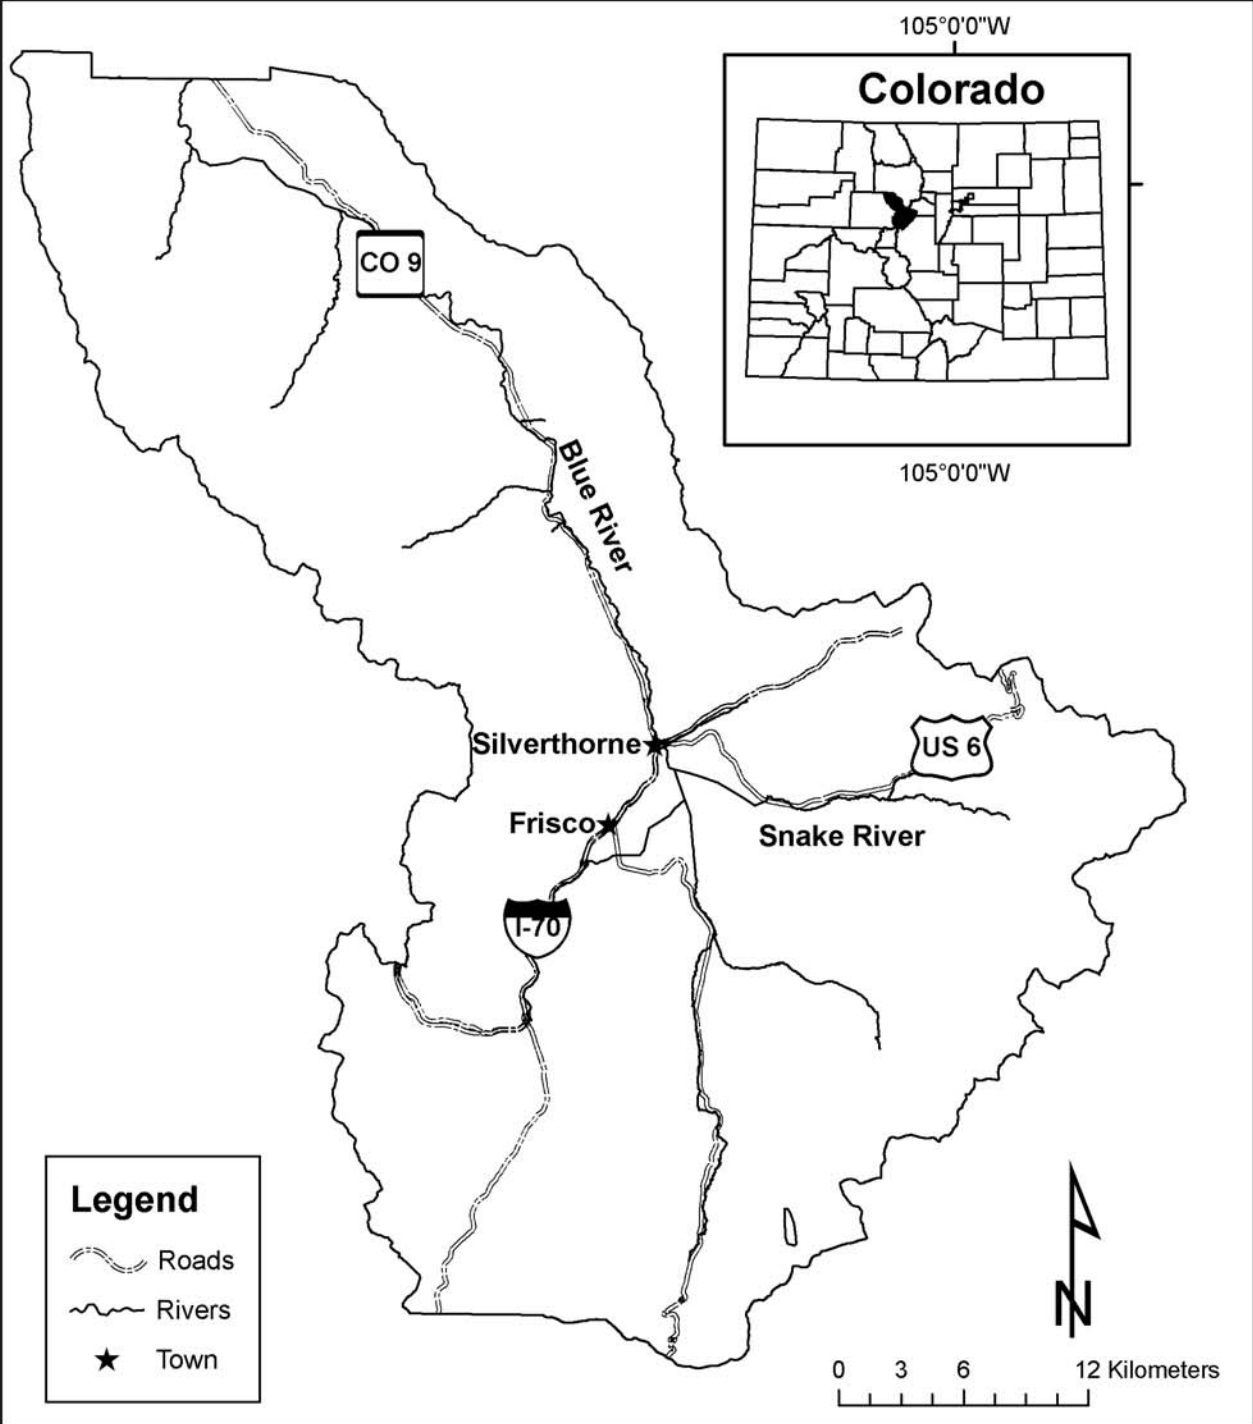 105°0'0"W
Colorado
105°0'0"W
CO 9
Blue River
Silverthorne
US 6
Frisco
Snake River
I-70
Legend
Roads
Rivers
Town
N
0 3 6 12 Kilometers